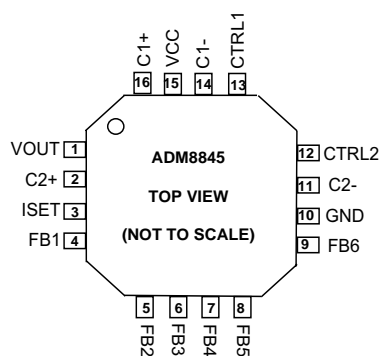 C1+
VCC
C1-
CTRL1
16
15
14
13
VOUT 1
C2+ 2
ISET 3
FB1 4
ADM8845
TOP VIEW
(NOT TO SCALE)
12 CTRL2
11 C2-
10 GND
9 FB6
5
6
7
8
FB2
FB3
FB4
FB5